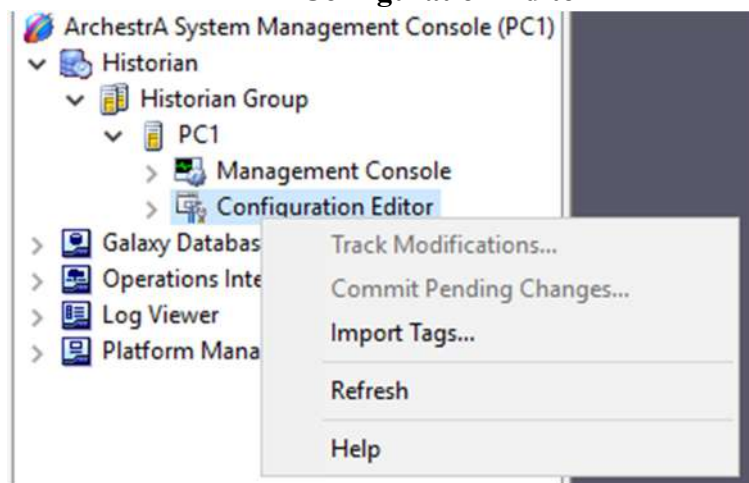 ArchestrA System Management Console (PC1)
Historian
Historian Group
PC1
Management Console
Configuration Editor
Galaxy Databas
Operations Inte
Log Viewer
Platform Mana
Track Modifications...
Commit Pending Changes...
Import Tags...
Refresh
Help